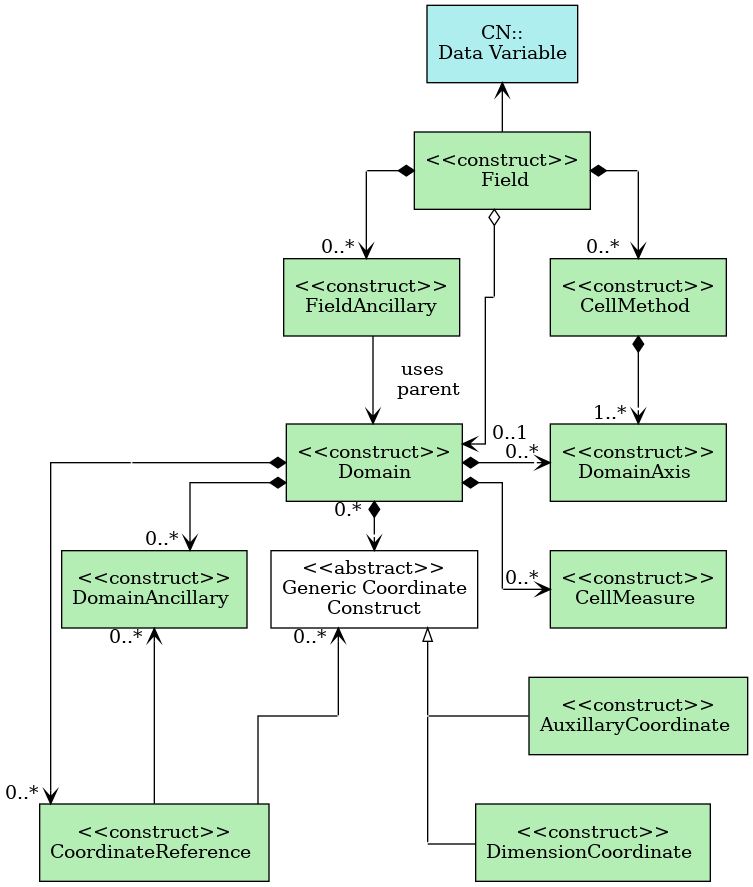 CN::
Data Variable
<<construct>>
Field
0..*
0..*
<<construct>>
FieldAncillary
<<construct>>
CellMethod
uses
parent
1..*
0..1
0..*
<<construct>>
Domain
<<construct>>
DomainAxis
0.*
0..*
<<construct>>
DomainAncillary
<<abstract>>
Generic Coordinate
Construct
0..*
<<construct>>
CellMeasure
0..*
0..*
<<construct>>
AuxillaryCoordinate
0..*
<<construct>>
CoordinateReference
<<construct>>
DimensionCoordinate